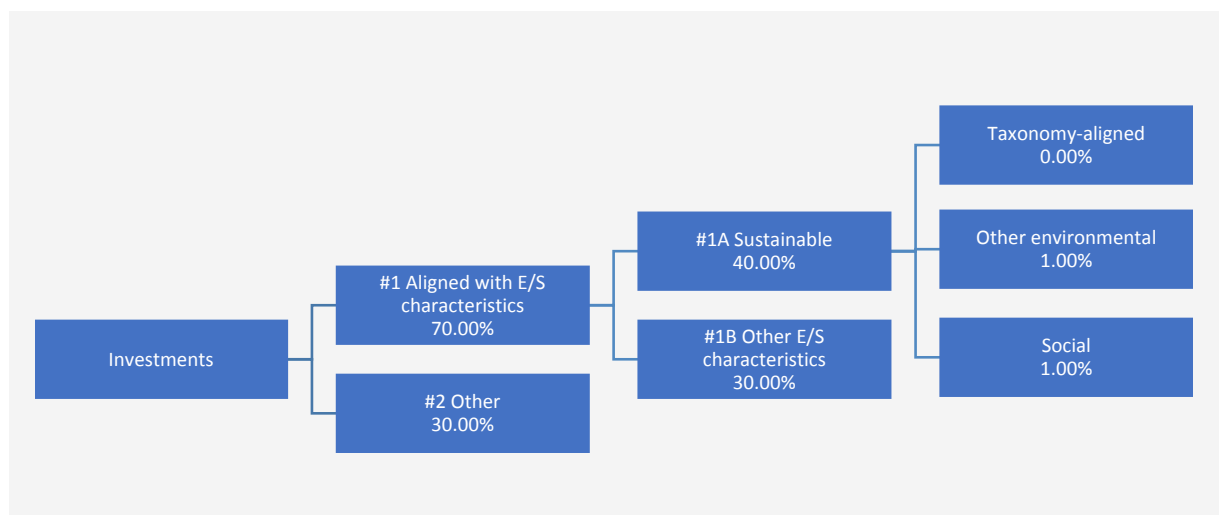 Investments
#1 Aligned with E/S
characteristics
70.00%
#2 Other
30.00%
#1A Sustainable
40.00%
#1B Other E/S
characteristics
30.00%
Taxonomy-aligned
0.00%
Other environmental
1.00%
Social
1.00%